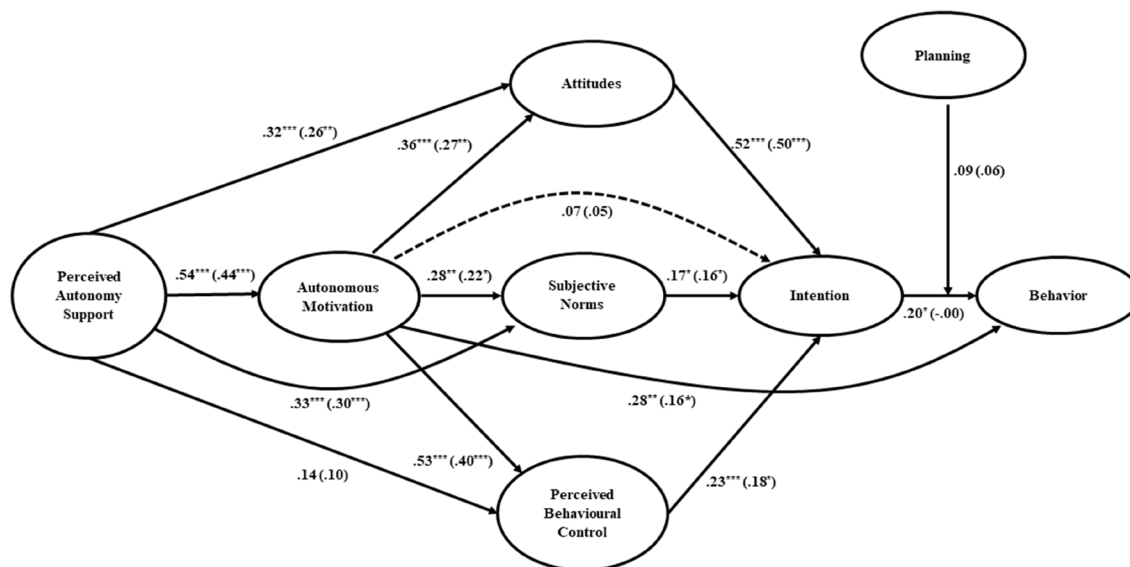 Planning
Attitudes
.32*** (.26**)
.36*** (.27**)
.52*** (.50***)
.09 (.06)
.07 (.05)
Perceived
Autonomy
Support
.54*** (.44***)
Autonomous
Motivation
.28** (.22*)
Subjective
Norms
.17* (.16*)
Intention
.20* (-.00)
Behavior
.33*** (.30***)
.28** (.16*)
.14 (.10)
.53*** (.40***)
.23*** (.18*)
Perceived
Behavioural
Control